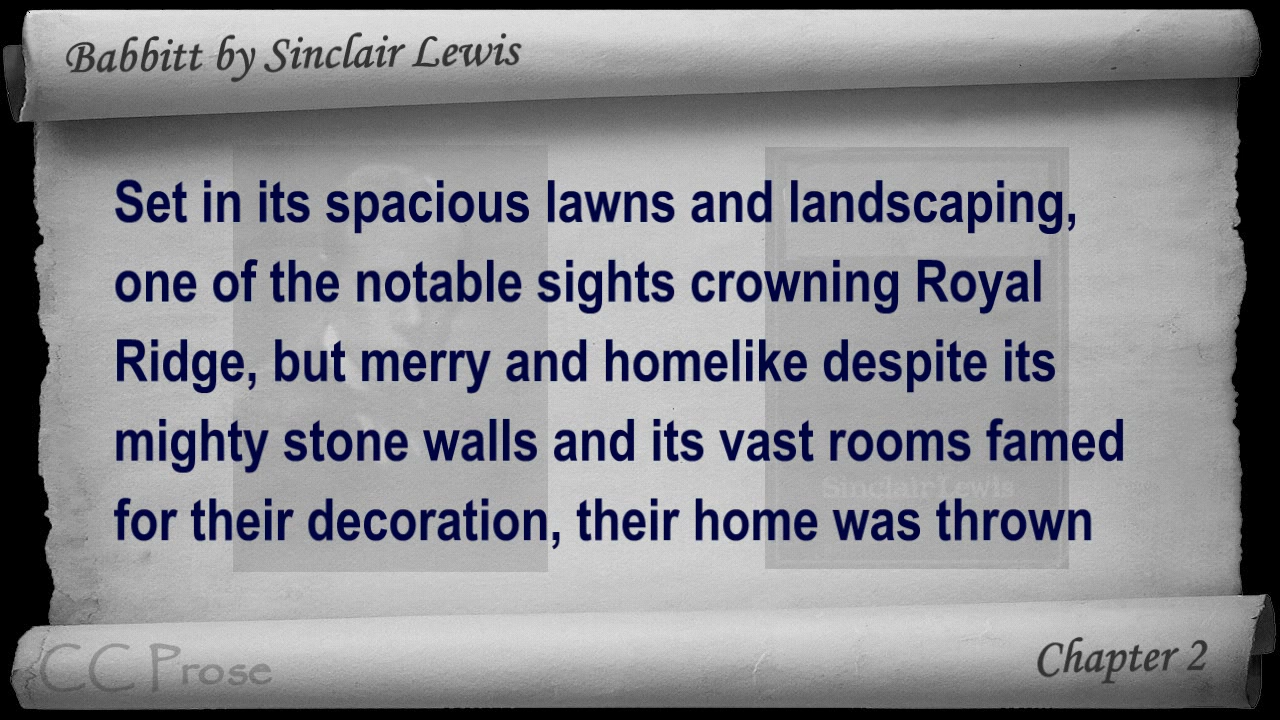 Babbitt by Sinclair Lewis
Set in its spacious lawns and landscaping,
one of the notable sights crowning Royal
Ridge, but merry and homelike despite its
mighty stone walls and its vast rooms famed
Sinclair Lewis
for their decoration, their home was thrown
CC Prose
Chapter 2